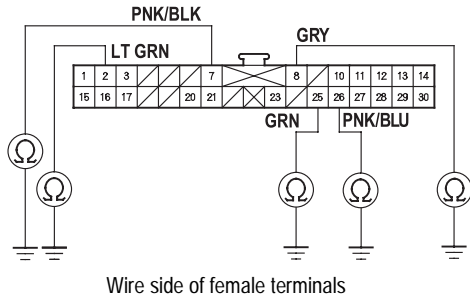 PNK/BLK
LT GRN
GRY
1 2 3 7 8 10 11 12 13 14
15 16 17 20 21 23 25 26 27 28 29 30
GRN PNK/BLU
Ω Ω Ω Ω Ω
Wire side of female terminals